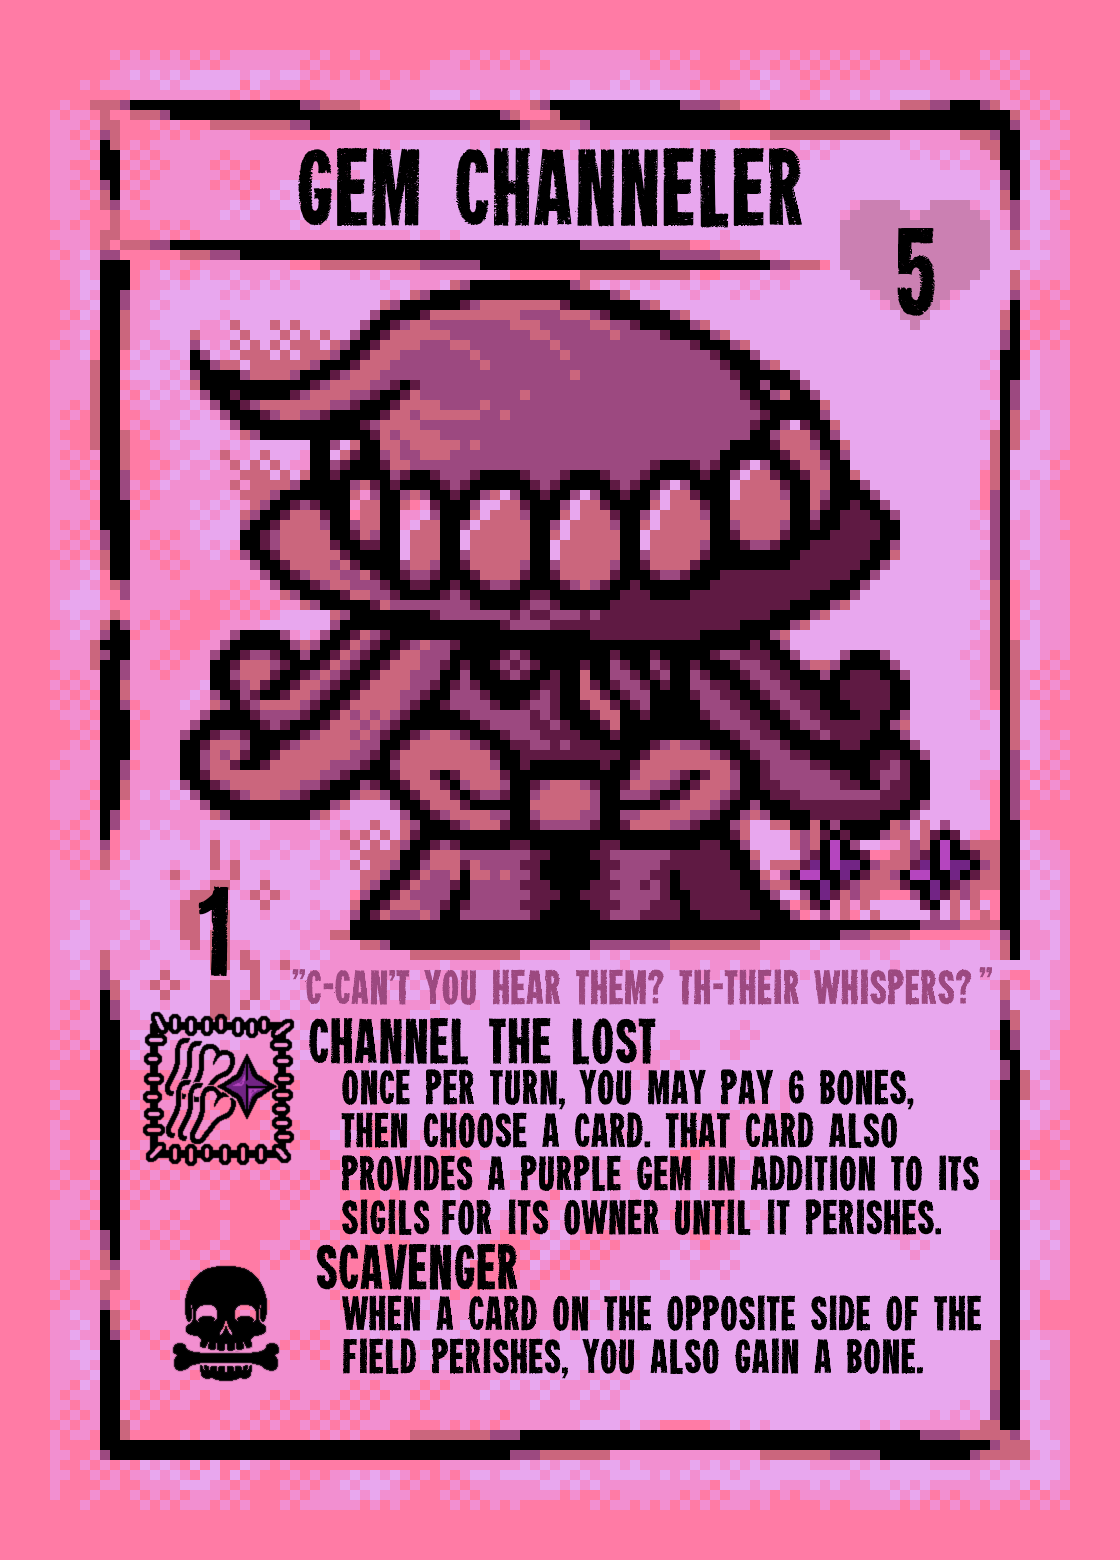 GEM CHANNELER
5
1
"C-CAN'T YOU HEAR THEM? TH-THEIR WHISPERS?"
CHANNEL THE LOST
ONCE PER TURN, YOU MAY PAY 6 BONES,
THEN CHOOSE A CARD. THAT CARD ALSO
PROVIDES A PURPLE GEM IN ADDITION TO ITS
SIGILS FOR ITS OWNER UNTIL IT PERISHES.
SCAVENGER
WHEN A CARD ON THE OPPOSITE SIDE OF THE
FIELD PERISHES, YOU ALSO GAIN A BONE.